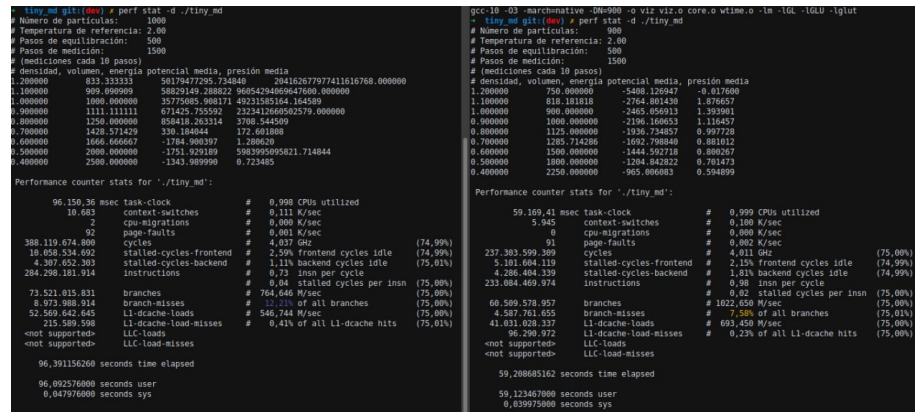 → tiny_md git:(dev) ✗ perf stat -d ./tiny_md
# Número de partículas: 1000
# Temperatura de referencia: 2.00
# Pasos de equilibración: 500
# Pasos de medición: 1500
# (mediciones cada 10 pasos)
# densidad, volumen, energía potencial media, presión media
1.200000 833.333333 50179477295.734840 204162677977411616768.000000
1.100000 909.090909 58829149.288822 96054294069647600.000000
1.000000 1000.000000 35775085.908171 49231585164.164589
0.900000 1111.111111 671425.755592 2323412660502579.000000
0.800000 1250.000000 858418.263314 3708.544509
0.700000 1428.571429 330.184044 172.601808
0.600000 1666.666667 -1784.900397 1.280620
0.500000 2000.000000 -1751.929189 5983995095821.714844
0.400000 2500.000000 -1343.989990 0.723485
Performance counter stats for './tiny_md':
96.150,36 msec task-clock # 0,998 CPUs utilized
10.683 context-switches # 0,111 K/sec
2 cpu-migrations # 0,000 K/sec
92 page-faults # 0,001 K/sec
388.119.674.800 cycles # 4,037 GHz (74,99%)
10.058.534.692 stalled-cycles-frontend # 2,59% frontend cycles idle (74,99%)
4.307.652.303 stalled-cycles-backend # 1,11% backend cycles idle (75,01%)
284.298.181.914 instructions # 0,73 insn per cycle
# 0,04 stalled cycles per insn (75,00%)
73.521.015.831 branches # 764,646 M/sec (75,00%)
8.973.988.914 branch-misses # 12,21% of all branches (75,00%)
52.569.642.645 L1-dcache-loads # 546,744 M/sec (75,00%)
215.589.598 L1-dcache-load-misses # 0,41% of all L1-dcache hits (75,01%)
<not supported> LLC-loads
<not supported> LLC-load-misses
96,391156260 seconds time elapsed
96,092576000 seconds user
0,047976000 seconds sys
gcc-10 -O3 -march=native -DN=900 -o viz viz.o core.o wtime.o -lm -lGL -lGLU -lglut
→ tiny_md git:(dev) ✗ perf stat -d ./tiny_md
# Número de partículas: 900
# Temperatura de referencia: 2.00
# Pasos de equilibración: 500
# Pasos de medición: 1500
# (mediciones cada 10 pasos)
# densidad, volumen, energía potencial media, presión media
1.200000 750.000000 -5408.126947 -0.017600
1.100000 818.181818 -2764.801430 1.876657
1.000000 900.000000 -2465.056913 1.393901
0.900000 1000.000000 -2196.160653 1.116457
0.800000 1125.000000 -1936.734857 0.997728
0.700000 1285.714286 -1692.798840 0.881012
0.600000 1500.000000 -1444.592718 0.800267
0.500000 1800.000000 -1204.842822 0.701473
0.400000 2250.000000 -965.006083 0.594899
Performance counter stats for './tiny_md':
59.169,41 msec task-clock # 0,999 CPUs utilized
5.945 context-switches # 0,100 K/sec
0 cpu-migrations # 0,000 K/sec
91 page-faults # 0,002 K/sec
237.303.599.309 cycles # 4,011 GHz (75,00%)
5.101.604.119 stalled-cycles-frontend # 2,15% frontend cycles idle (74,99%)
4.286.404.339 stalled-cycles-backend # 1,81% backend cycles idle (74,99%)
233.084.469.974 instructions # 0,98 insn per cycle
# 0,02 stalled cycles per insn (75,00%)
60.509.578.957 branches # 1022,650 M/sec (75,00%)
4.587.761.655 branch-misses # 7,58% of all branches (75,01%)
41.031.028.337 L1-dcache-loads # 693,450 M/sec (75,00%)
96.290.972 L1-dcache-load-misses # 0,23% of all L1-dcache hits (75,00%)
<not supported> LLC-loads
<not supported> LLC-load-misses
59,208685162 seconds time elapsed
59,123467000 seconds user
0,039975000 seconds sys